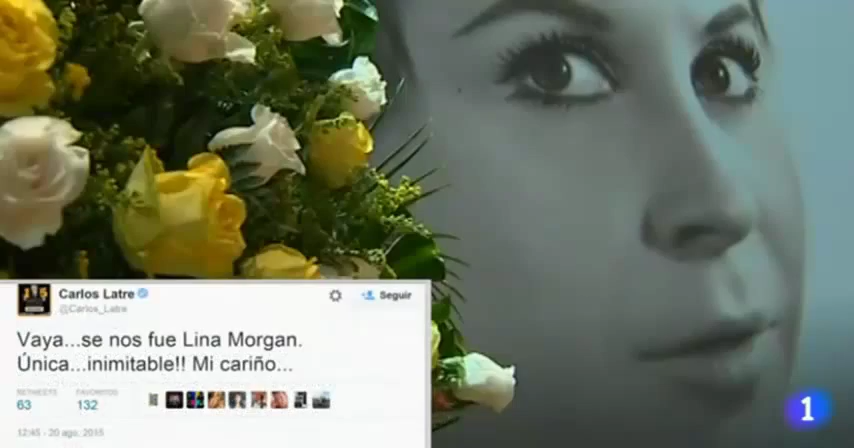 Carlos Latre
@Carlos_Latre
Seguir
Vaya...se nos fue Lina Morgan.
Única...inimitable!! Mi cariño...
RETWEETS FAVORITOS
63 132
12:45 - 20 ago. 2015
1